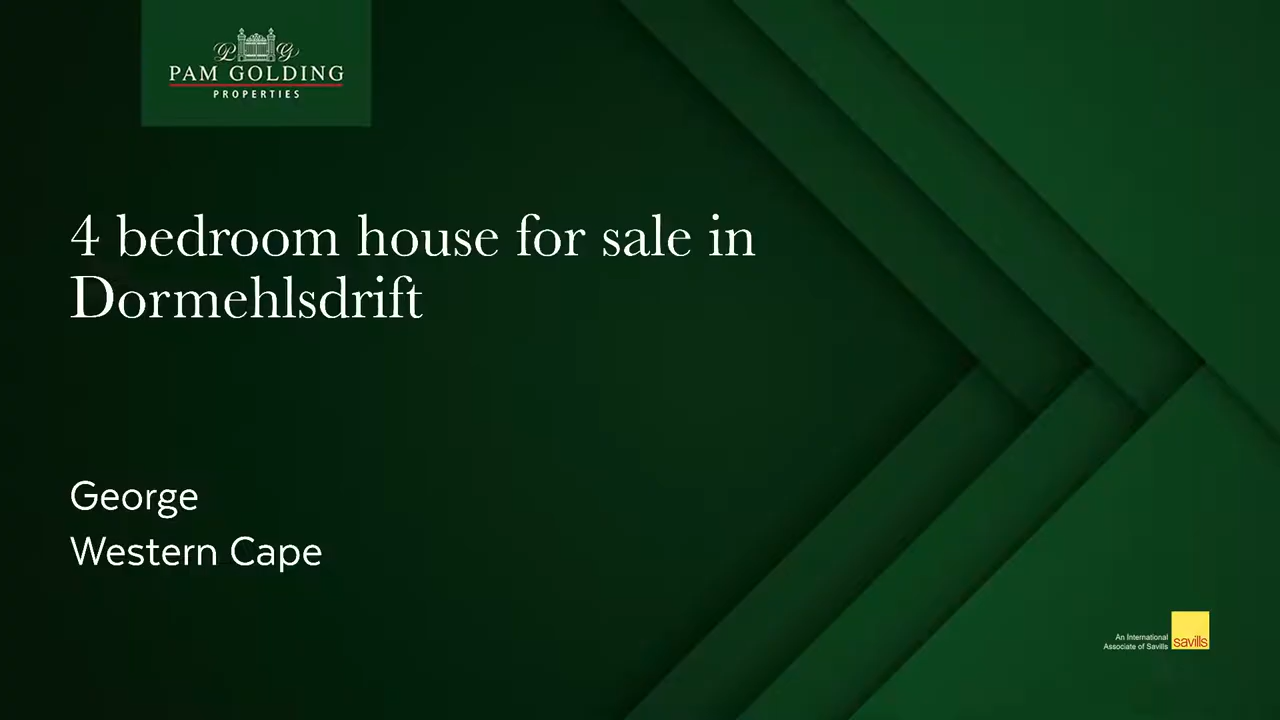 P G
PAM GOLDING
PROPERTIES
4 bedroom house for sale in
Dormehlsdrift
George
Western Cape
An International
Associate of Savills
savills